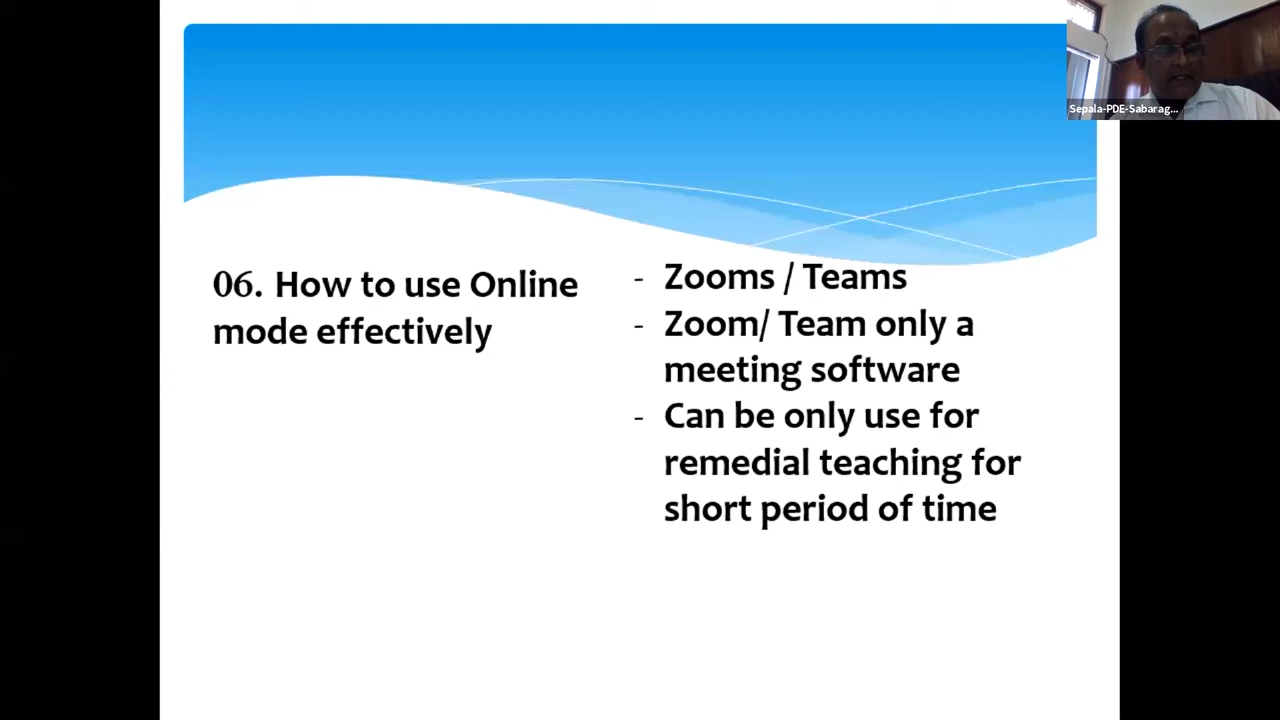 Sepala-PDE-Sabarag...
06. How to use Online
mode effectively
- Zooms / Teams
- Zoom/ Team only a
meeting software
- Can be only use for
remedial teaching for
short period of time